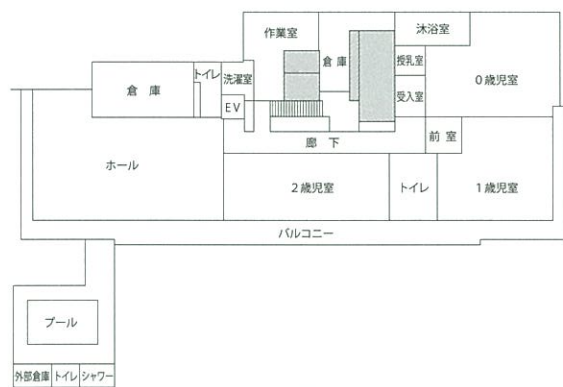 沐浴室
作業室
倉 庫
授乳室
0歳児室
トイレ
洗濯室
倉 庫
受入室
EV
廊 下
前 室
ホール
2歳児室
トイレ
1歳児室
バルコニー
プール
外部倉庫
トイレ
シャワー